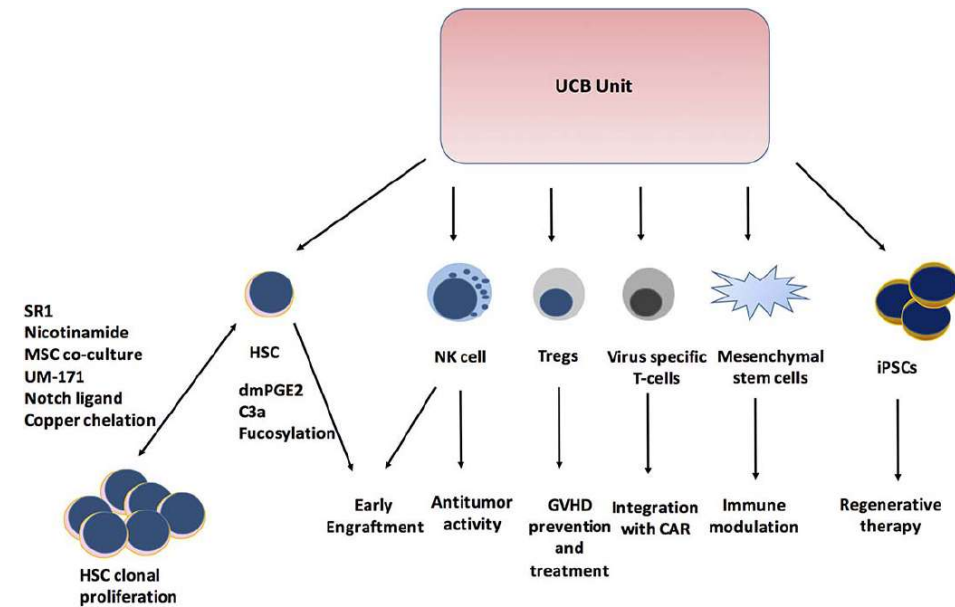 UCB Unit
SR1
Nicotinamide
MSC co-culture
UM-171
Notch ligand
Copper chelation
HSC
dmPGE2
C3a
Fucosylation
NK cell
Tregs
Virus specific
T-cells
Mesenchymal
stem cells
iPSCs
HSC clonal
proliferation
Early
Engraftment
Antitumor
activity
GVHD
prevention
and
treatment
Integration
with CAR
Immune
modulation
Regenerative
therapy